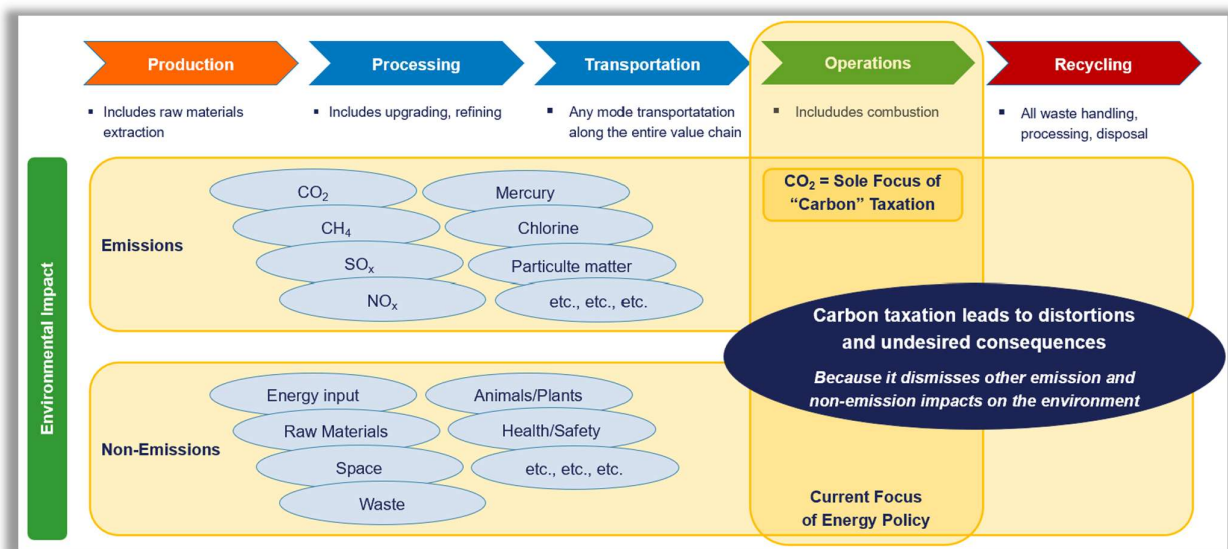 Production
Processing
Transportation
Operations
Recycling
▪ Includes raw materials
extraction
▪ Includes upgrading, refining
▪ Any mode transportatation
along the entire value chain
▪ Includudes combustion
▪ All waste handling,
processing, disposal
Environmental Impact
Emissions
CO₂
CH₄
SOₓ
NOₓ
Mercury
Chlorine
Particulte matter
etc., etc., etc.
CO₂ = Sole Focus of
“Carbon” Taxation
Carbon taxation leads to distortions
and undesired consequences
Because it dismisses other emission and
non-emission impacts on the environment
Non-Emissions
Energy input
Raw Materials
Space
Waste
Animals/Plants
Health/Safety
etc., etc., etc.
Current Focus
of Energy Policy